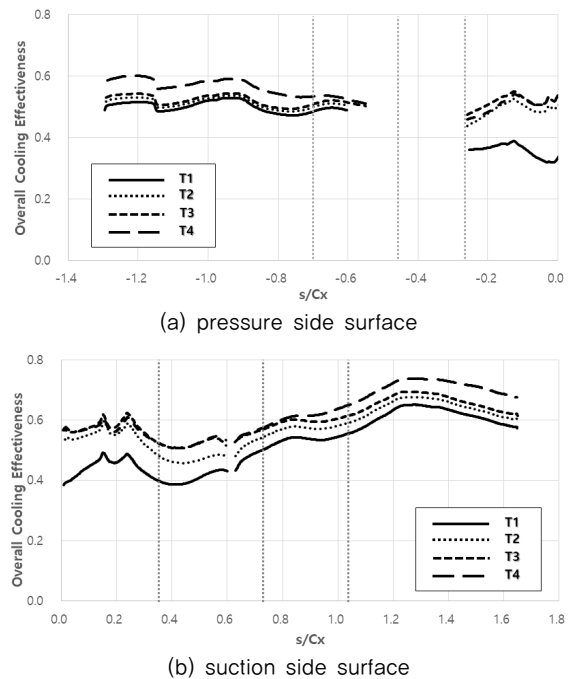 0.8
0.6
0.4
0.2
0.0
Overall Cooling Effectiveness
T1
T2
T3
T4
-1.4 -1.2 -1.0 -0.8 -0.6 -0.4 -0.2 0.0
s/Cx
(a) pressure side surface
0.8
0.6
0.4
0.2
0.0
Overall Cooling Effectiveness
T1
T2
T3
T4
0.0 0.2 0.4 0.6 0.8 1.0 1.2 1.4 1.6 1.8
s/Cx
(b) suction side surface